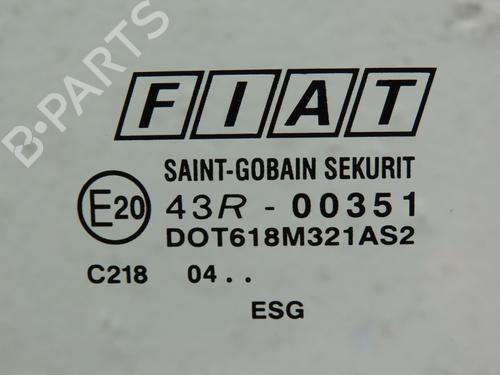 B-PARTS
FIAT
SAINT-GOBAIN SEKURIT
E20 43R - 00351
DOT618M321AS2
C218 04 . .
ESG